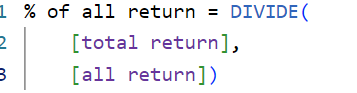 1 % of all return = DIVIDE(
2 [total return],
3 [all return])